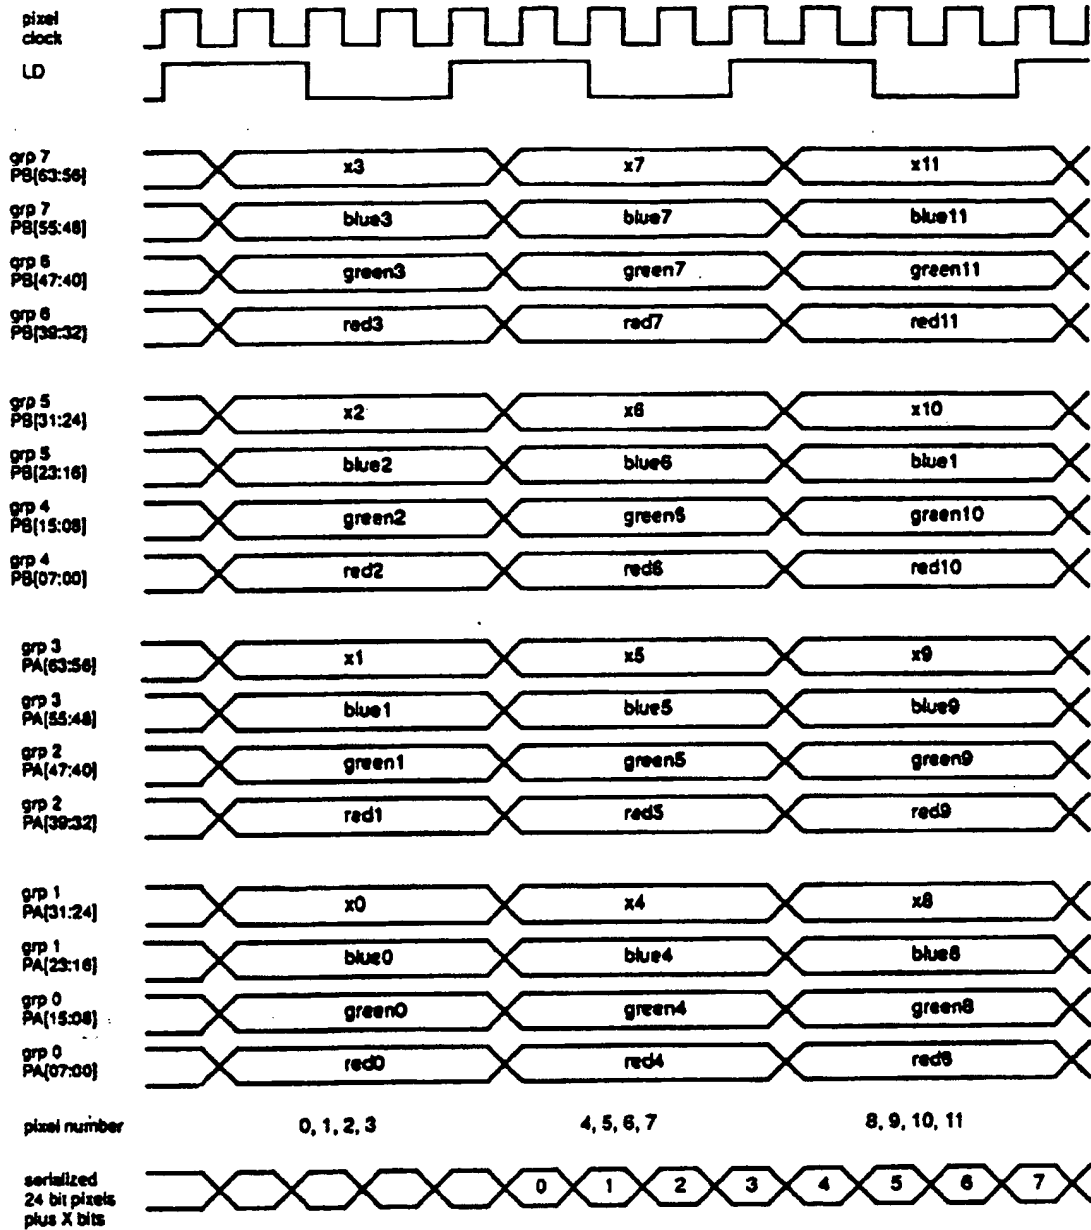 pixel clock
LD
grp 7
PB[63:56] x3 x7 x11
grp 7
PB[55:48] blue3 blue7 blue11
grp 6
PB[47:40] green3 green7 green11
grp 6
PB[39:32] red3 red7 red11
grp 5
PB[31:24] x2 x6 x10
grp 5
PB[23:16] blue2 blue6 blue1
grp 4
PB[15:08] green2 green6 green10
grp 4
PB[07:00] red2 red6 red10
grp 3
PA[63:56] x1 x5 x9
grp 3
PA[55:48] blue1 blue5 blue9
grp 2
PA[47:40] green1 green5 green9
grp 2
PA[39:32] red1 red5 red9
grp 1
PA[31:24] x0 x4 x8
grp 1
PA[23:16] blue0 blue4 blue8
grp 0
PA[15:08] green0 green4 green8
grp 0
PA[07:00] red0 red4 red8
pixel number 0, 1, 2, 3 4, 5, 6, 7 8, 9, 10, 11
serialized
24 bit pixels 0 1 2 3 4 5 6 7
plus X bits